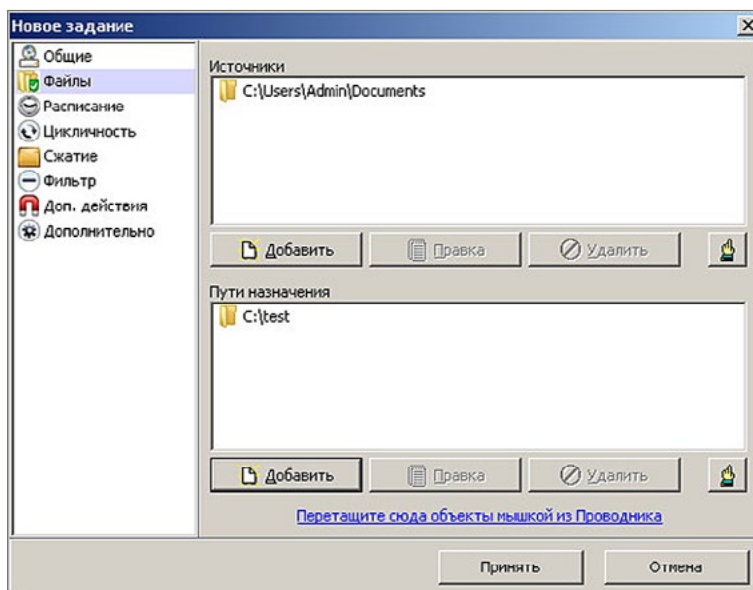 Новое задание
Общие
Файлы
Расписание
Цикличность
Сжатие
Фильтр
Доп. действия
Дополнительно
Источники
C:\Users\Admin\Documents
Добавить
Правка
Удалить
Пути назначения
C:\test
Добавить
Правка
Удалить
Перетащите сюда объекты мышкой из Проводника
Принять
Отмена